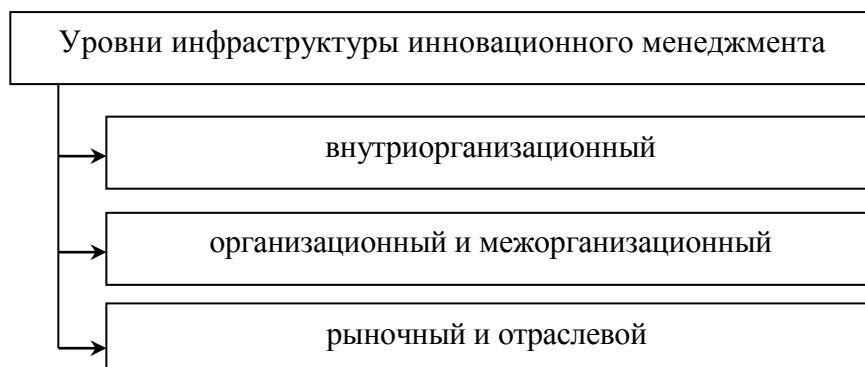 Уровни инфраструктуры инновационного менеджмента
внутриорганизационный
организационный и межорганизационный
рыночный и отраслевой